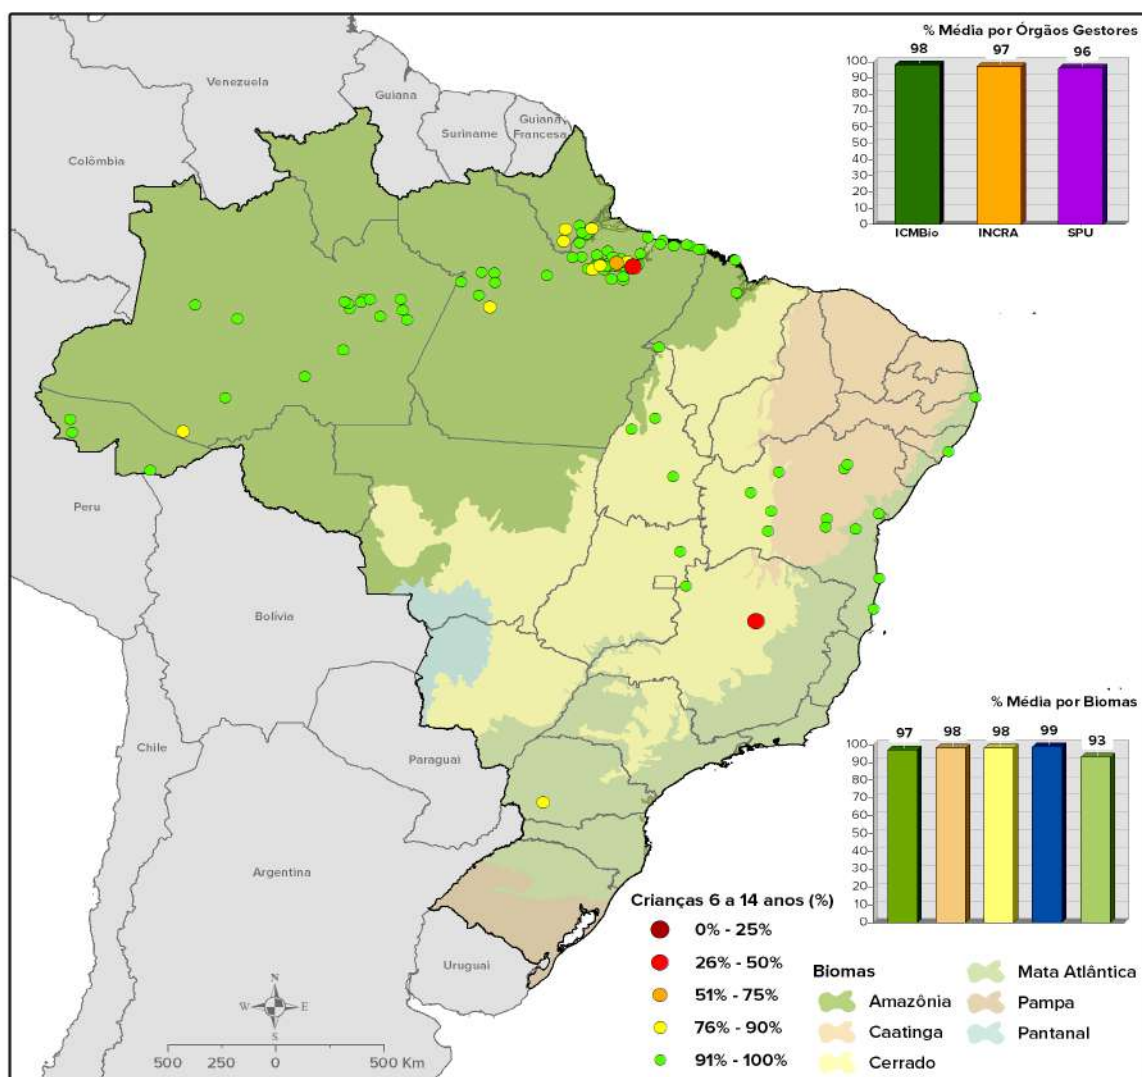 % Média por Órgãos Gestores
98
97
96
100
90
80
70
60
50
40
30
20
10
0
ICMBio
INCRA
SPU
Venezuela
Guiana
Suriname
Guiana
Francesa
Colômbia
Peru
Bolívia
Chile
Paraguai
Argentina
Uruguai
% Média por Biomas
97
98
98
99
93
100
90
80
70
60
50
40
30
20
10
0
Crianças 6 a 14 anos (%)
0% - 25%
26% - 50%
51% - 75%
76% - 90%
91% - 100%
Biomas
Amazônia
Caatinga
Cerrado
Mata Atlântica
Pampa
Pantanal
N
W
E
S
500 250 0 500 Km